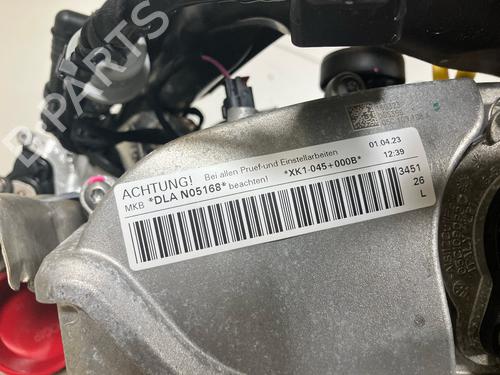 B-PARTS
ACHTUNG! Bei allen Pruef-und Einstellarbeiten 01.04.23
MKB *DLA N05168* beachten! *XK1-045+000B* 12:39
3451
26
L